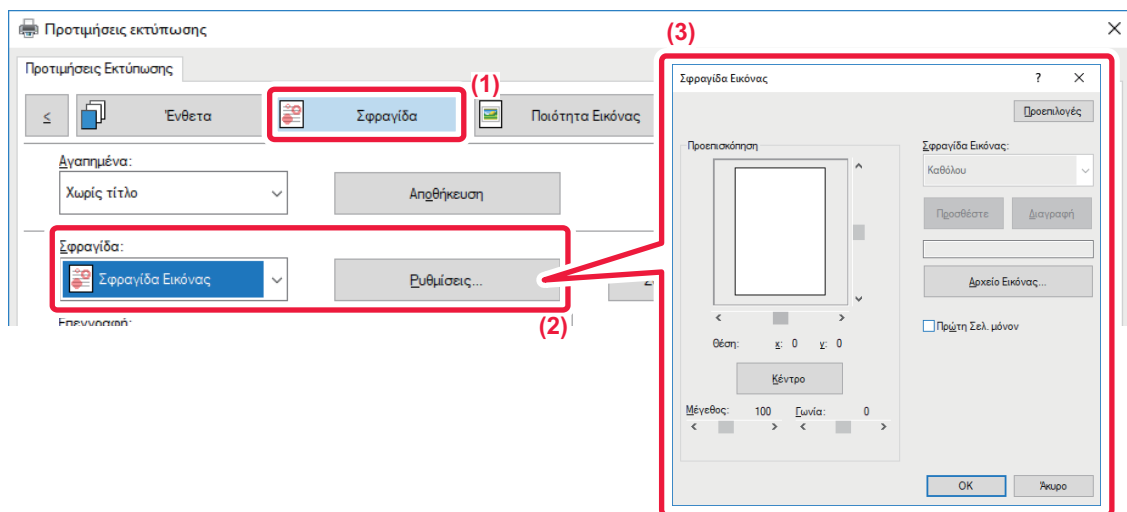 Προτιμήσεις εκτύπωσης
Προτιμήσεις Εκτύπωσης
(1)
< Ένθετα Σφραγίδα Ποιότητα Εικόνας
Αγαπημένα:
Χωρίς τίτλο Αποθήκευση
Σφραγίδα:
Σφραγίδα Εικόνας Ρυθμίσεις...
(2)
(3)
Σφραγίδα Εικόνας ? ×
Προεπιλογές
Προεπισκόπηση
Σφραγίδα Εικόνας:
Καθόλου
Προσθέστε Διαγραφή
Αρχείο Εικόνας...
Πρώτη Σελ. μόνον
Θέση: x: 0 y: 0
Κέντρο
Μέγεθος: 100 Γωνία: 0
OK Άκυρο